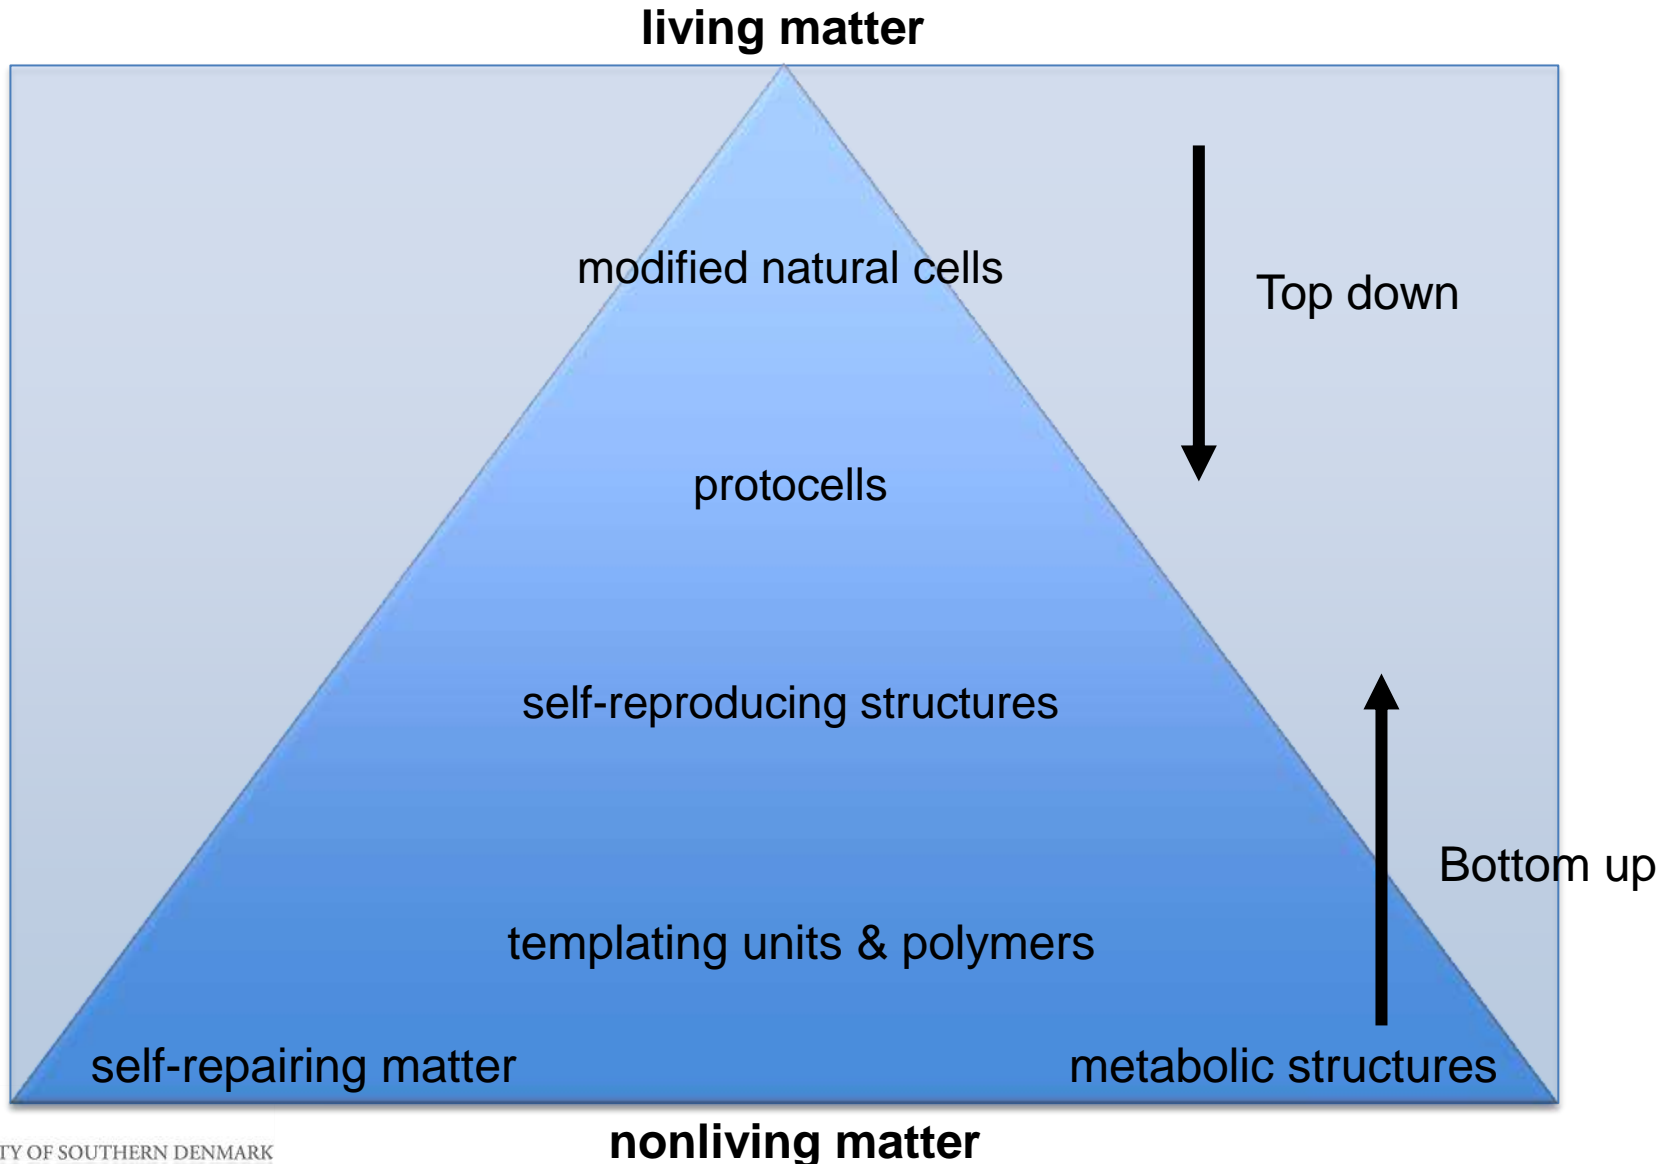 living matter
modified natural cells
Top down
protocells
self-reproducing structures
Bottom up
templating units & polymers
self-repairing matter
metabolic structures
nonliving matter
TY OF SOUTHERN DENMARK